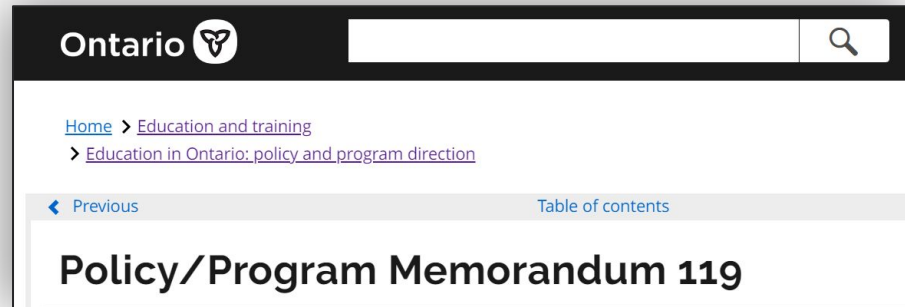 Ontario
Home > Education and training
> Education in Ontario: policy and program direction
Previous
Table of contents
Policy/Program Memorandum 119